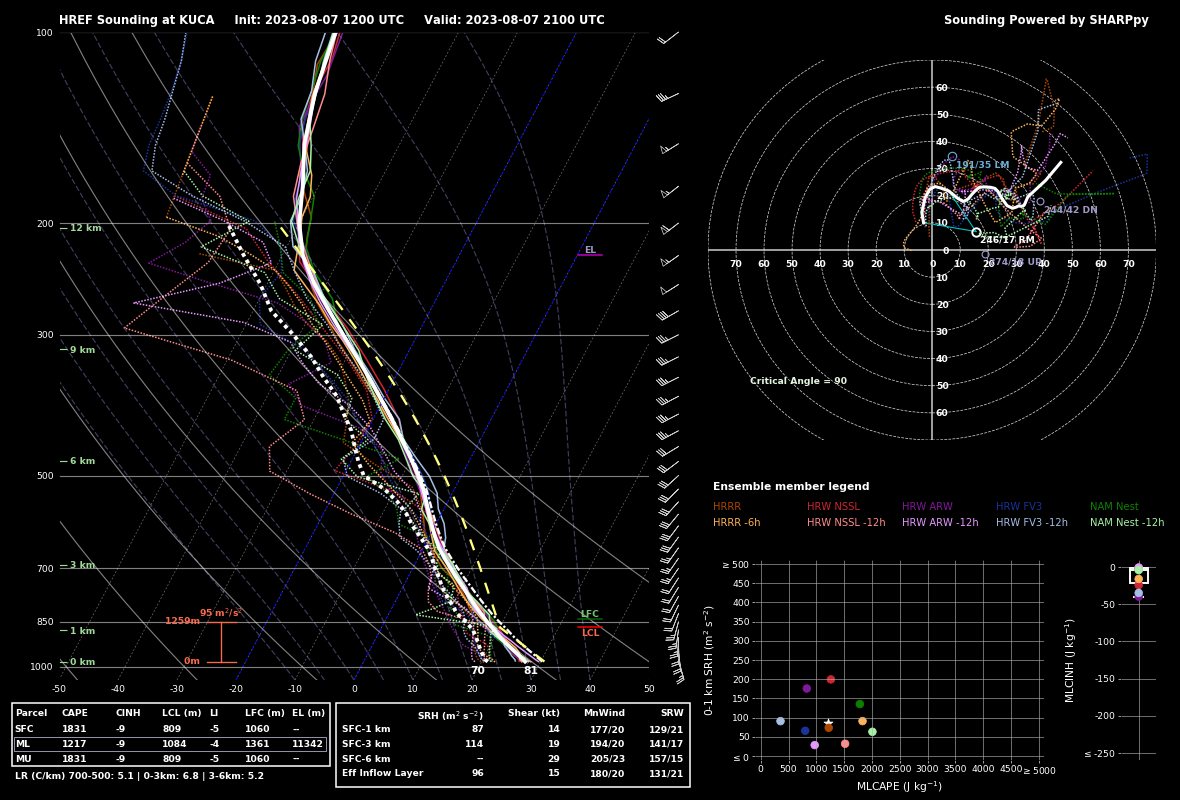 HREF Sounding at KUCA Init: 2023-08-07 1200 UTC Valid: 2023-08-07 2100 UTC
Sounding Powered by SHARPpy
100
200
300
500
700
850
1000
12 km
9 km
6 km
3 km
1 km
0 km
EL
LFC
LCL
95 m²/s²
1259m
0m
70 81
-50 -40 -30 -20 -10 0 10 20 30 40 50
60
50
40
30
20
10
0
10
20
30
40
50
60
70 60 50 40 30 20 10 0 10 20 30 40 50 60 70
191/35 LM
244/42 DN
246/17 RM
Critical Angle = 90
Ensemble member legend
HRRR HRW NSSL HRW ARW HRW FV3 NAM Nest
HRRR -6h HRW NSSL -12h HRW ARW -12h HRW FV3 -12h NAM Nest -12h
0-1 km SRH (m² s⁻²)
≥ 500
450
400
350
300
250
200
150
100
50
≤ 0
0 500 1000 1500 2000 2500 3000 3500 4000 4500 ≥ 5000
MLCAPE (J kg⁻¹)
MLCINH (J kg⁻¹)
0
-50
-100
-150
-200
≤ -250
Parcel CAPE CINH LCL (m) LI LFC (m) EL (m)
SFC 1831 -9 809 -5 1060 --
ML 1217 -9 1084 -4 1361 11342
MU 1831 -9 809 -5 1060 --
LR (C/km) 700-500: 5.1 | 0-3km: 6.8 | 3-6km: 5.2
SRH (m² s⁻²) Shear (kt) MnWind SRW
SFC-1 km 87 14 177/20 129/21
SFC-3 km 114 19 194/20 141/17
SFC-6 km -- 29 205/23 157/15
Eff Inflow Layer 96 15 180/20 131/21